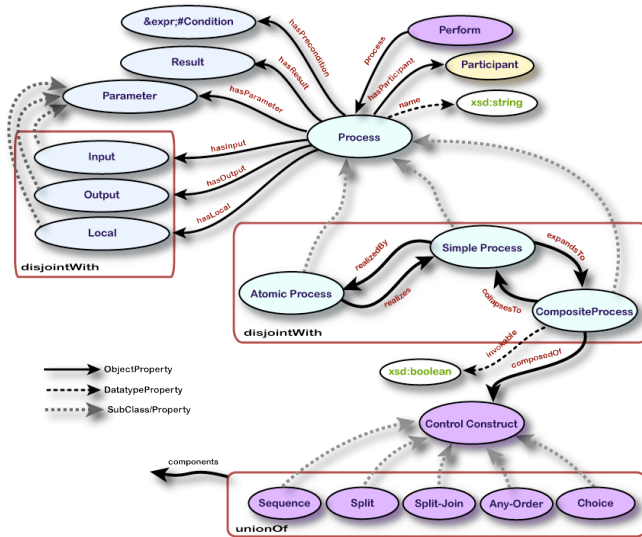 &expr;#Condition
Perform
Result
Participant
Parameter
xsd:string
Process
hasPrecondition
hasResult
hasParameter
process
hasParticipant
name
Input
Output
Local
hasInput
hasOutput
hasLocal
disjointWith
Simple Process
Atomic Process
CompositeProcess
realizedBy
realizes
expandsTo
collapsesTo
disjointWith
invokable
composedOf
xsd:boolean
ObjectProperty
DatatypeProperty
SubClass/Property
Control Construct
components
Sequence
Split
Split-Join
Any-Order
Choice
unionOf